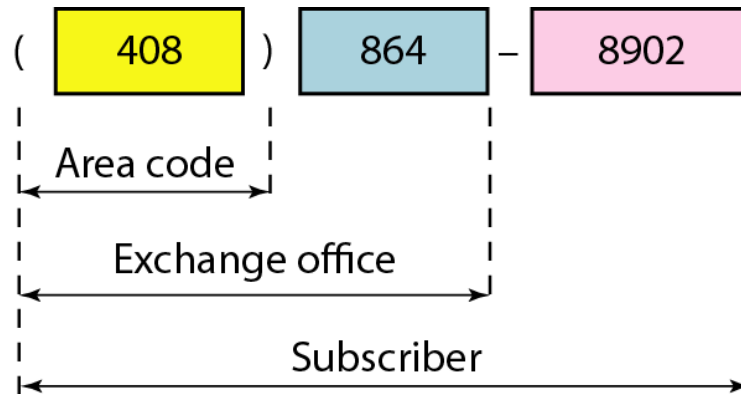 ( 408 ) 864 – 8902
Area code
Exchange office
Subscriber